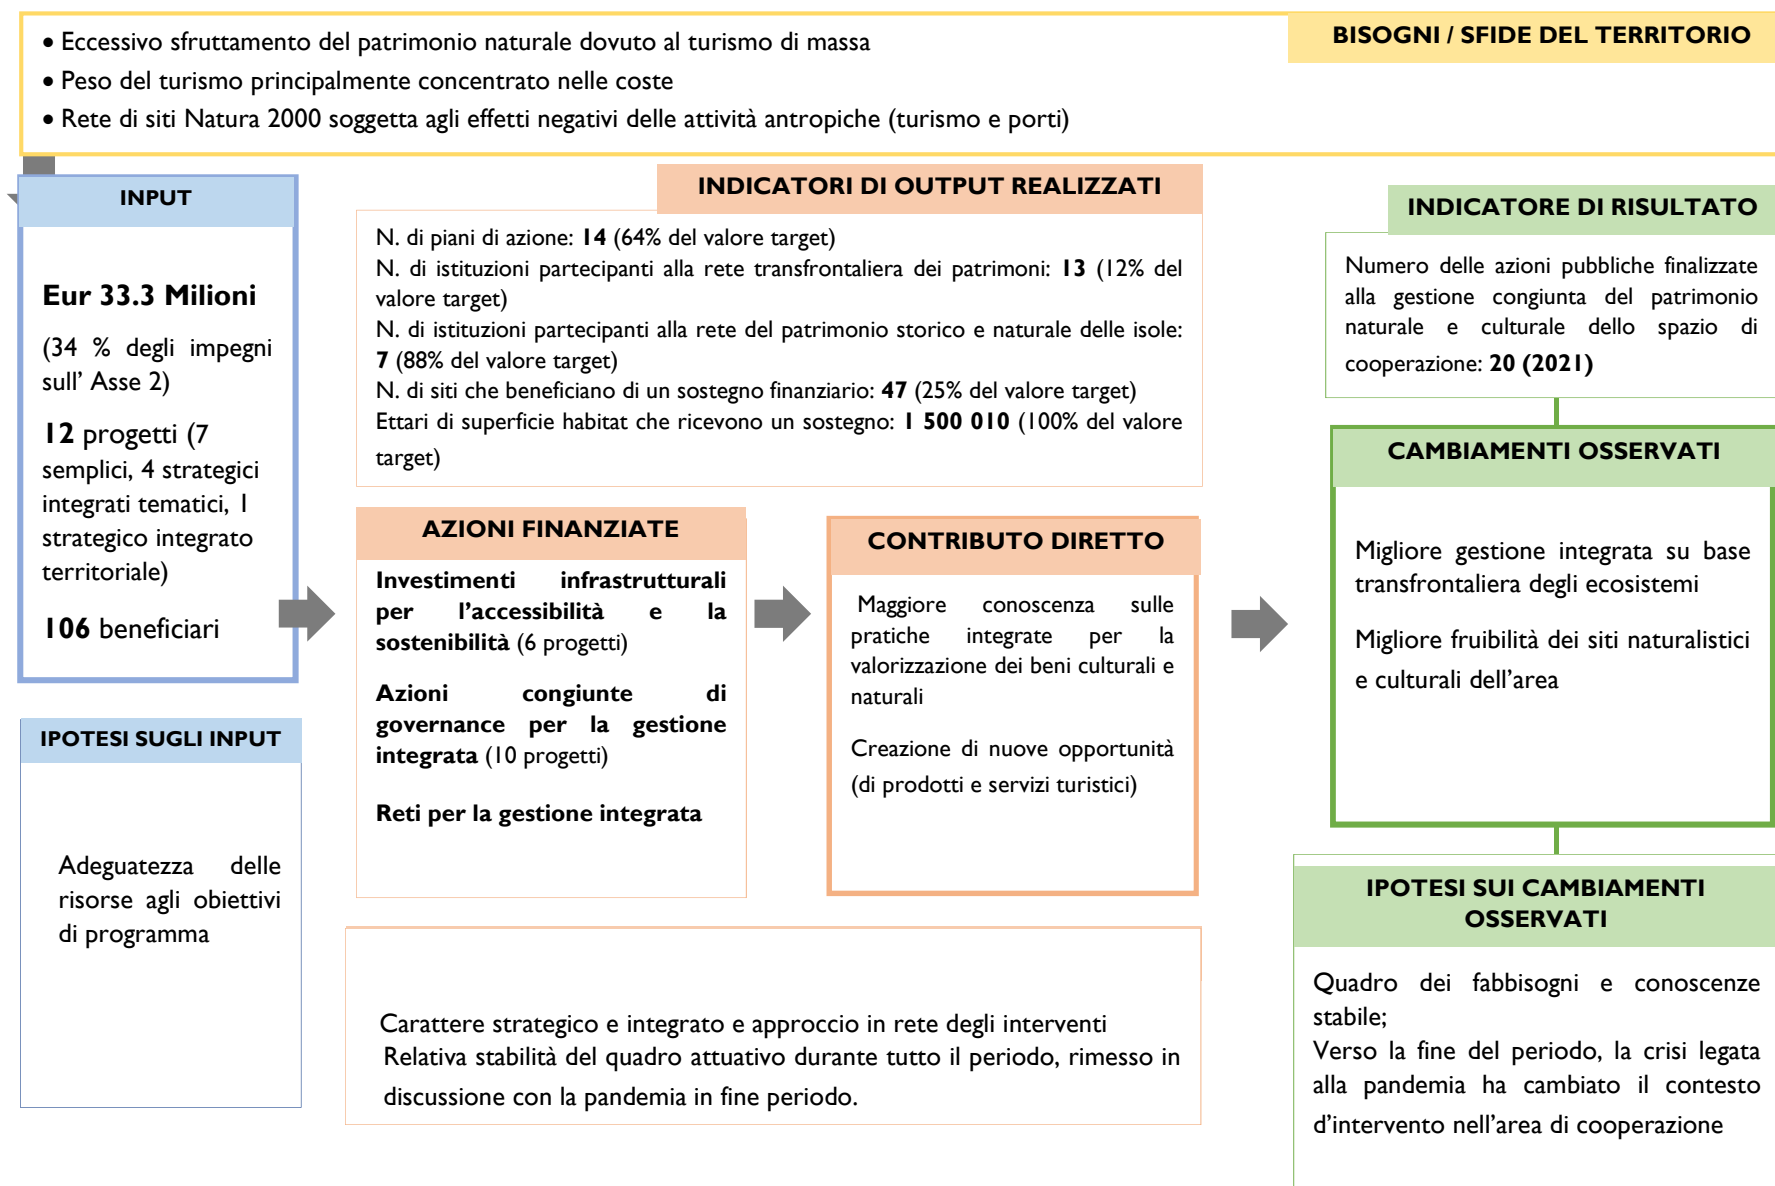 BISOGNI / SFIDE DEL TERRITORIO
• Eccessivo sfruttamento del patrimonio naturale dovuto al turismo di massa
• Peso del turismo principalmente concentrato nelle coste
• Rete di siti Natura 2000 soggetta agli effetti negativi delle attività antropiche (turismo e porti)
INPUT
Eur 33.3 Milioni
(34 % degli impegni
sull’ Asse 2)
12 progetti (7
semplici, 4 strategici
integrati tematici, 1
strategico integrato
territoriale)
106 beneficiari
IPOTESI SUGLI INPUT
Adeguatezza delle
risorse agli obiettivi
di programma
INDICATORI DI OUTPUT REALIZZATI
N. di piani di azione: 14 (64% del valore target)
N. di istituzioni partecipanti alla rete transfrontaliera dei patrimoni: 13 (12% del
valore target)
N. di istituzioni partecipanti alla rete del patrimonio storico e naturale delle isole:
7 (88% del valore target)
N. di siti che beneficiano di un sostegno finanziario: 47 (25% del valore target)
Ettari di superficie habitat che ricevono un sostegno: 1 500 010 (100% del valore
target)
AZIONI FINANZIATE
Investimenti infrastrutturali
per l’accessibilità e la
sostenibilità (6 progetti)
Azioni congiunte di
governance per la gestione
integrata (10 progetti)
Reti per la gestione integrata
CONTRIBUTO DIRETTO
Maggiore conoscenza sulle
pratiche integrate per la
valorizzazione dei beni culturali e
naturali
Creazione di nuove opportunità
(di prodotti e servizi turistici)
Carattere strategico e integrato e approccio in rete degli interventi
Relativa stabilità del quadro attuativo durante tutto il periodo, rimesso in
discussione con la pandemia in fine periodo.
INDICATORE DI RISULTATO
Numero delle azioni pubbliche finalizzate
alla gestione congiunta del patrimonio
naturale e culturale dello spazio di
cooperazione: 20 (2021)
CAMBIAMENTI OSSERVATI
Migliore gestione integrata su base
transfrontaliera degli ecosistemi
Migliore fruibilità dei siti naturalistici
e culturali dell’area
IPOTESI SUI CAMBIAMENTI
OSSERVATI
Quadro dei fabbisogni e conoscenze
stabile;
Verso la fine del periodo, la crisi legata
alla pandemia ha cambiato il contesto
d’intervento nell’area di cooperazione